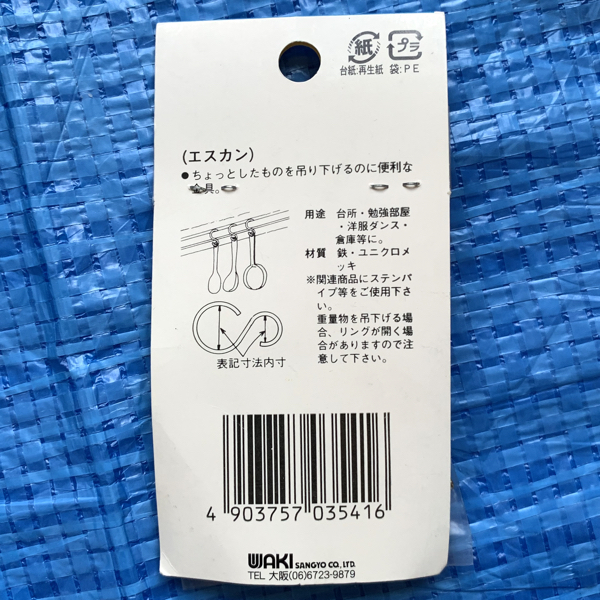 紙 プラ
台紙:再生紙 袋:PE
(エスカン)
●ちょっとしたものを吊り下げるのに便利な
金具。
用途 台所・勉強部屋
・洋服ダンス・
倉庫等に。
材質 鉄・ユニクロメ
ッキ
※関連商品にステンパ
イプ等をご使用下さ
い。
重量物を吊下げる場
合、リングが開く場
合がありますので注
意して下さい。
表記寸法内寸
4 903757 035416
WAKI SANGYO CO.,LTD.
TEL 大阪(06)6723-9879